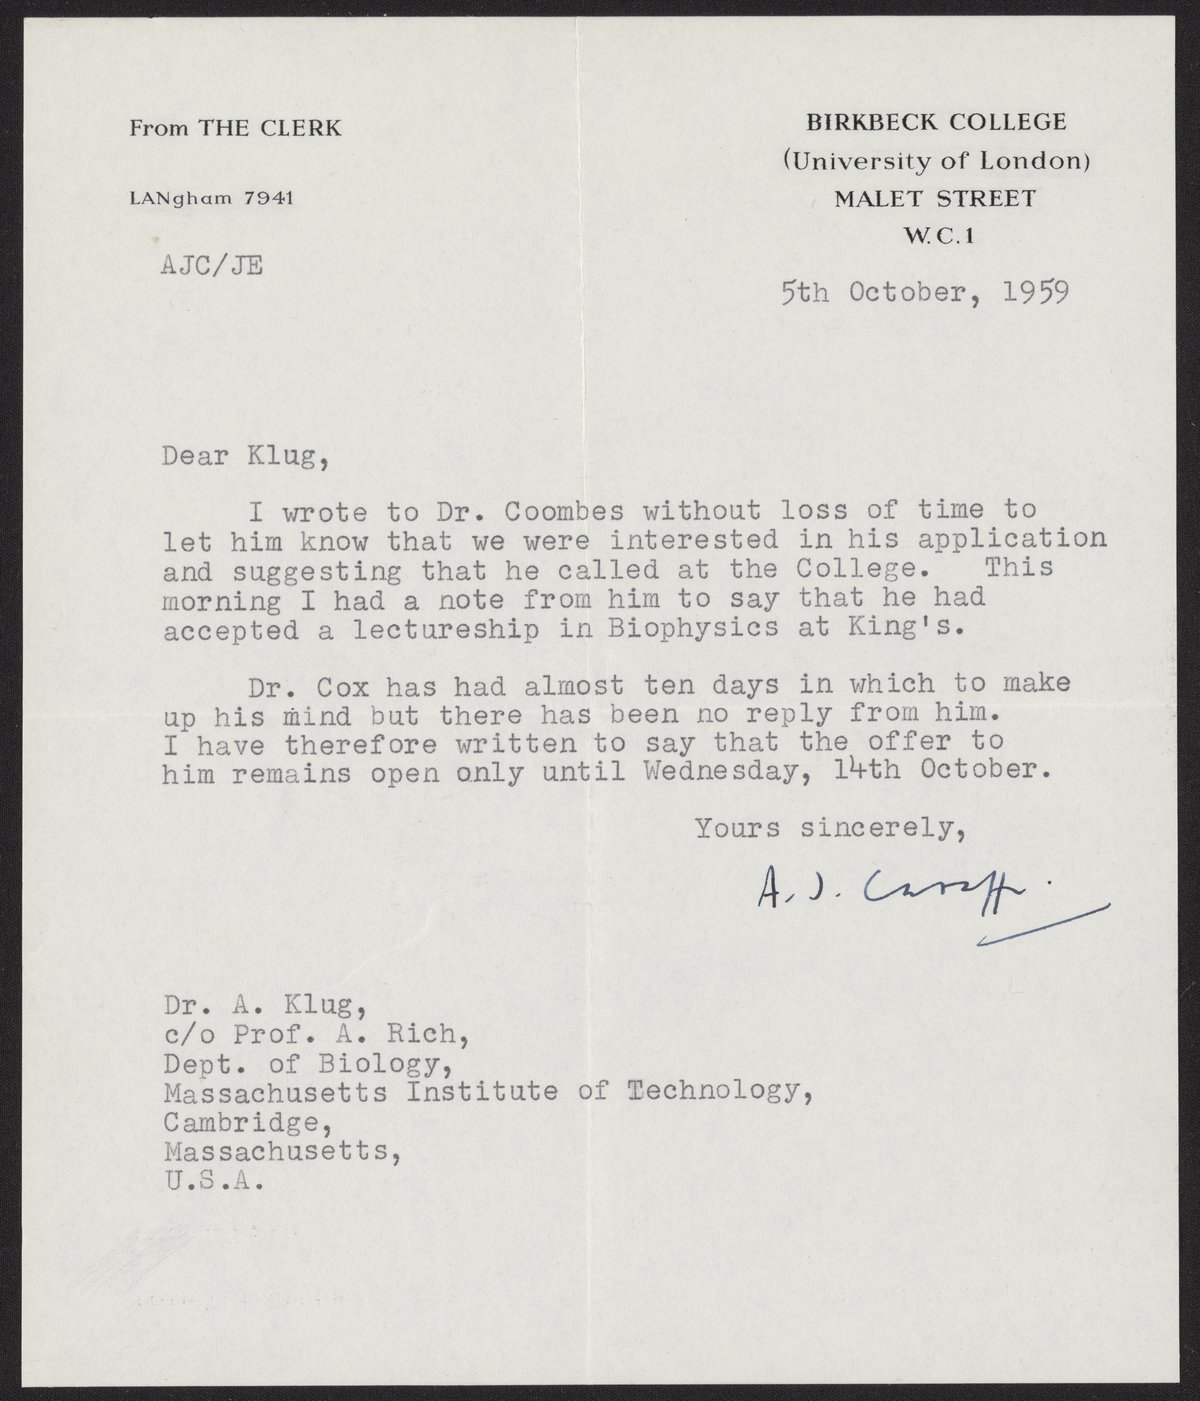 From THE CLERK
LANgham 7941
BIRKBECK COLLEGE
(University of London)
MALET STREET
W.C.1
AJC/JE
5th October, 1959
Dear Klug,
I wrote to Dr. Coombes without loss of time to
let him know that we were interested in his application
and suggesting that he called at the College. This
morning I had a note from him to say that he had
accepted a lectureship in Biophysics at King's.
Dr. Cox has had almost ten days in which to make
up his mind but there has been no reply from him.
I have therefore written to say that the offer to
him remains open only until Wednesday, 14th October.
Yours sincerely,
A. J. Caraffi.
Dr. A. Klug,
c/o Prof. A. Rich,
Dept. of Biology,
Massachusetts Institute of Technology,
Cambridge,
Massachusetts,
U.S.A.